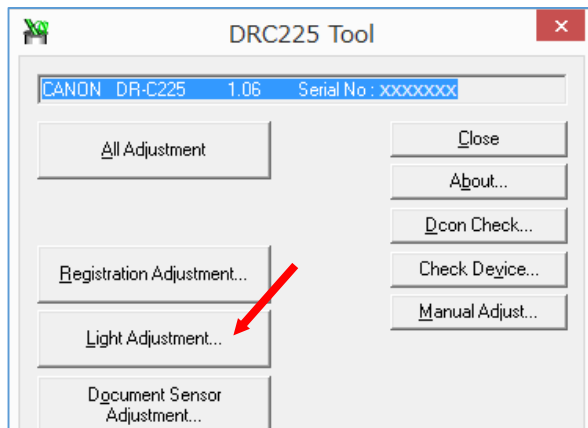 DRC225 Tool
CANON DR-C225 1.06 Serial No : xxxxxxx
All Adjustment
Close
About...
Dcon Check...
Registration Adjustment...
Check Device...
Light Adjustment...
Manual Adjust...
Document Sensor
Adjustment...